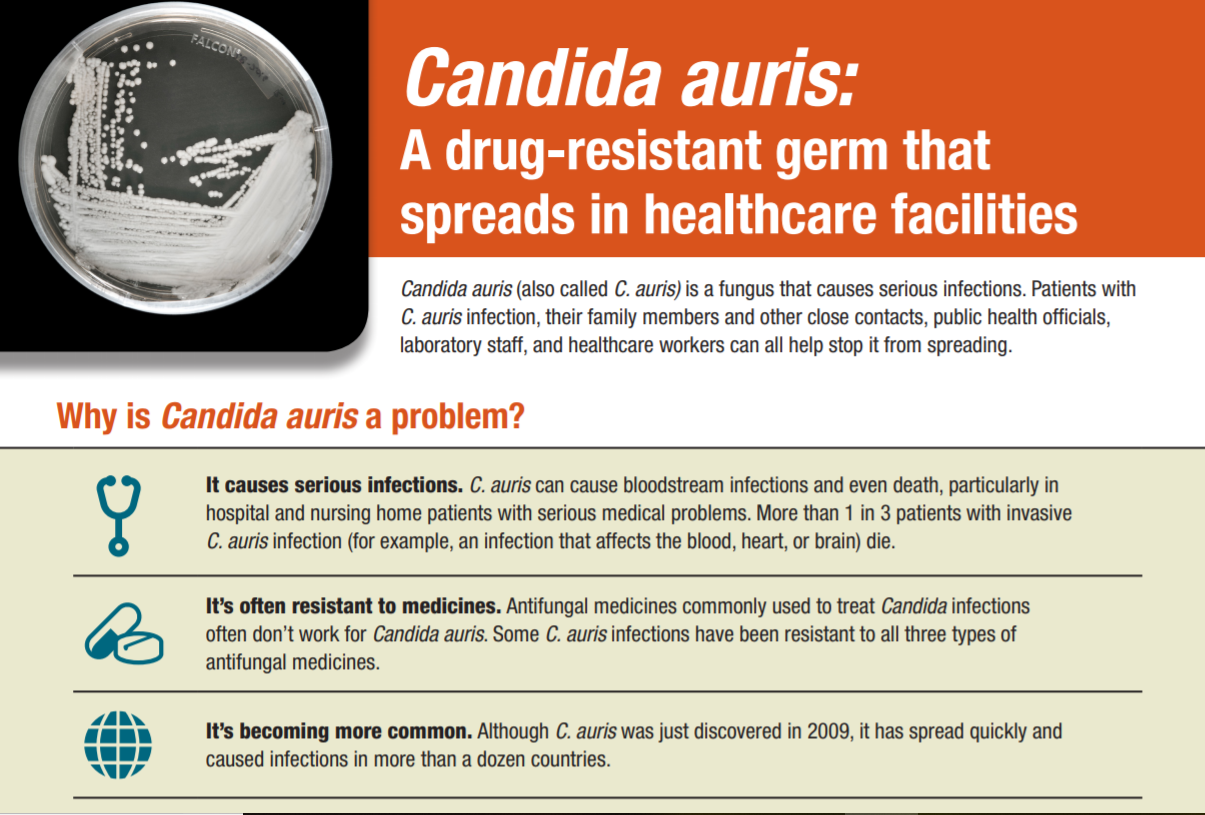 FALCON
Candida auris:
A drug-resistant germ that
spreads in healthcare facilities
Candida auris (also called C. auris) is a fungus that causes serious infections. Patients with
C. auris infection, their family members and other close contacts, public health officials,
laboratory staff, and healthcare workers can all help stop it from spreading.
Why is Candida auris a problem?
It causes serious infections. C. auris can cause bloodstream infections and even death, particularly in
hospital and nursing home patients with serious medical problems. More than 1 in 3 patients with invasive
C. auris infection (for example, an infection that affects the blood, heart, or brain) die.
It's often resistant to medicines. Antifungal medicines commonly used to treat Candida infections
often don't work for Candida auris. Some C. auris infections have been resistant to all three types of
antifungal medicines.
It's becoming more common. Although C. auris was just discovered in 2009, it has spread quickly and
caused infections in more than a dozen countries.